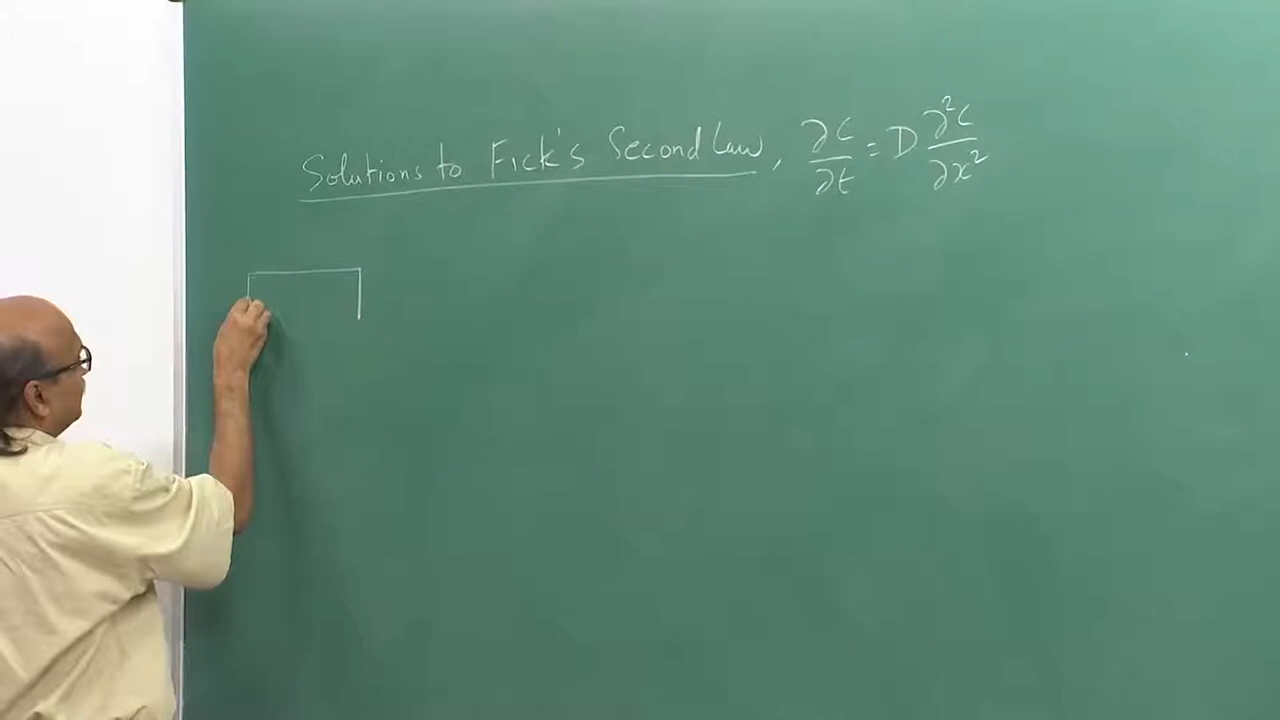 Solutions to Fick's Second Law, ∂C/∂t = D ∂²C/∂x²